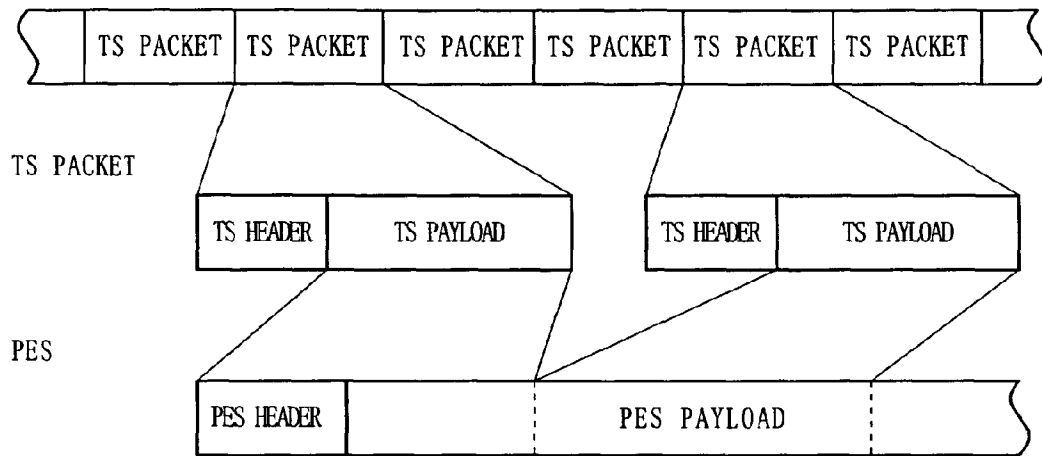 TS PACKET TS PACKET TS PACKET TS PACKET TS PACKET TS PACKET
TS PACKET
TS HEADER TS PAYLOAD TS HEADER TS PAYLOAD
PES
PES HEADER PES PAYLOAD